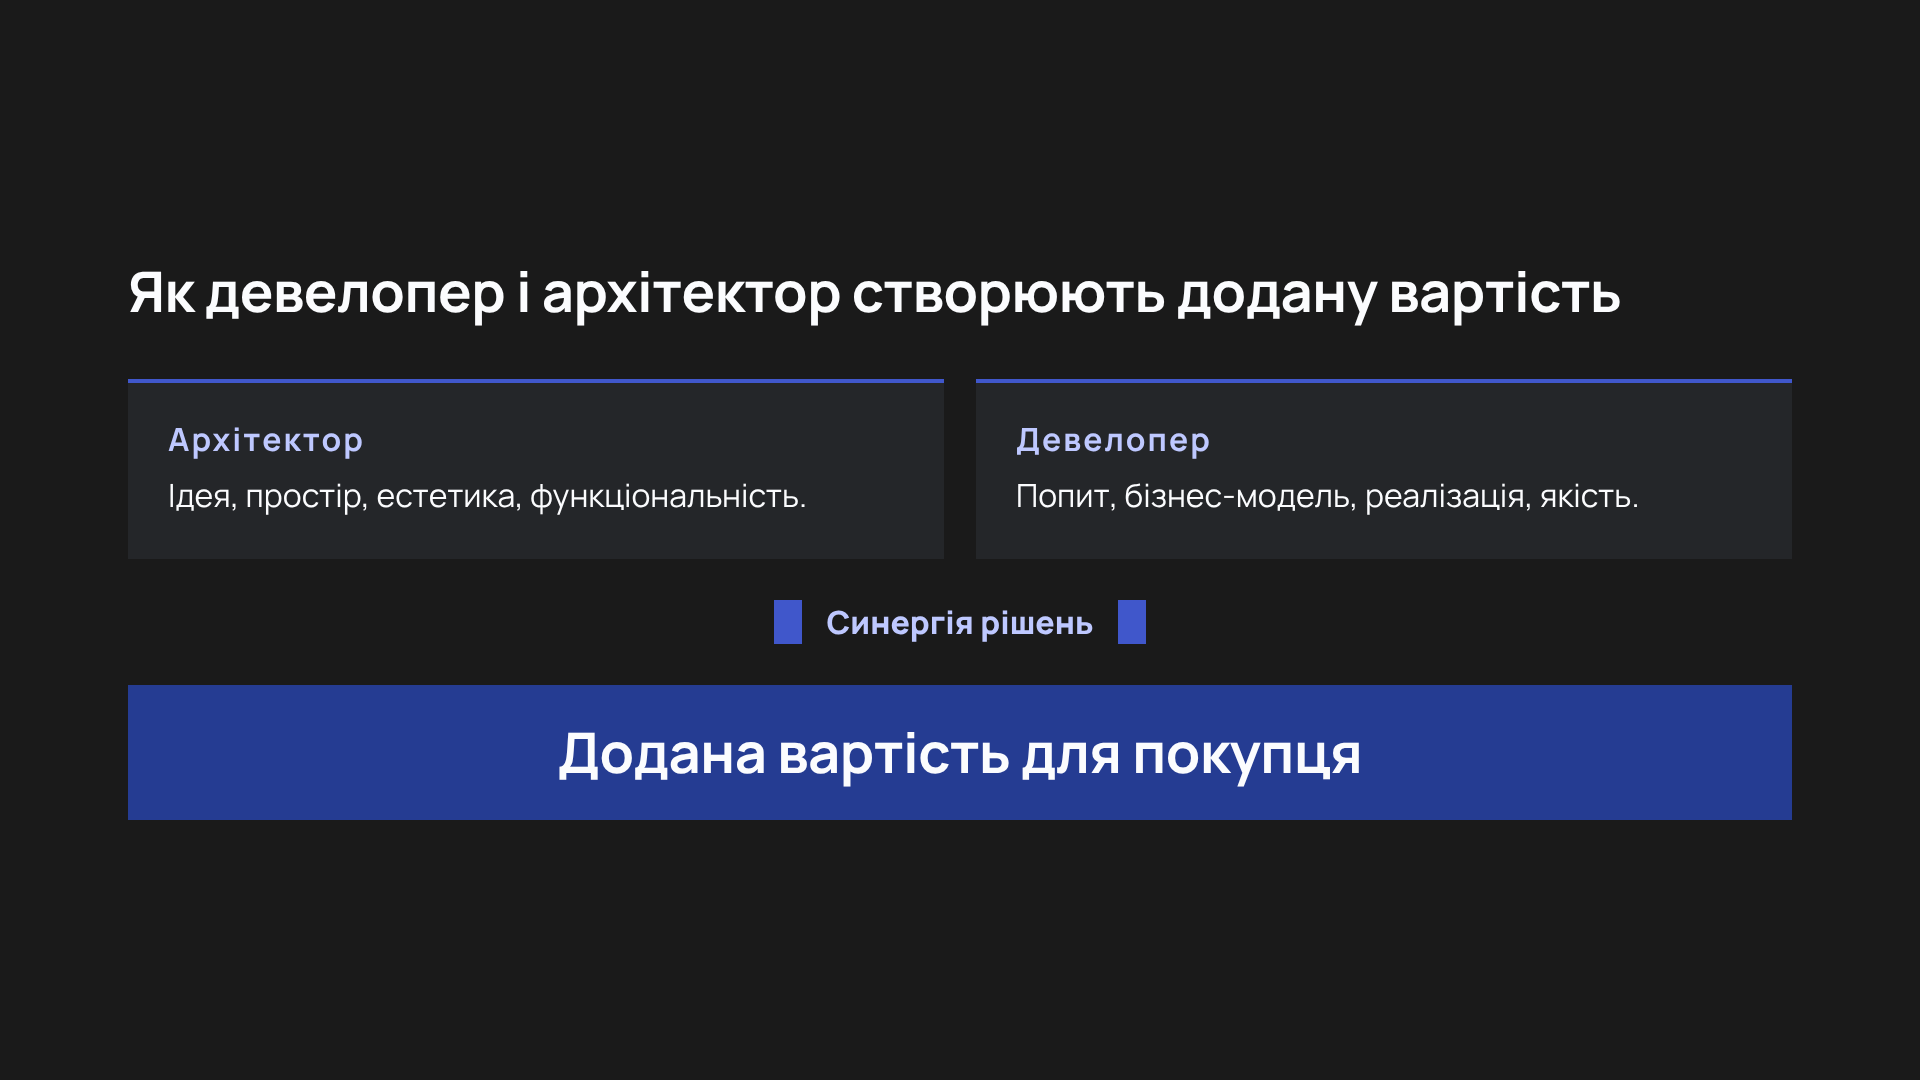 Як девелопер і архітектор створюють додану вартість
Архітектор
Ідея, простір, естетика, функціональність.
Девелопер
Попит, бізнес-модель, реалізація, якість.
Синергія рішень
Додана вартість для покупця